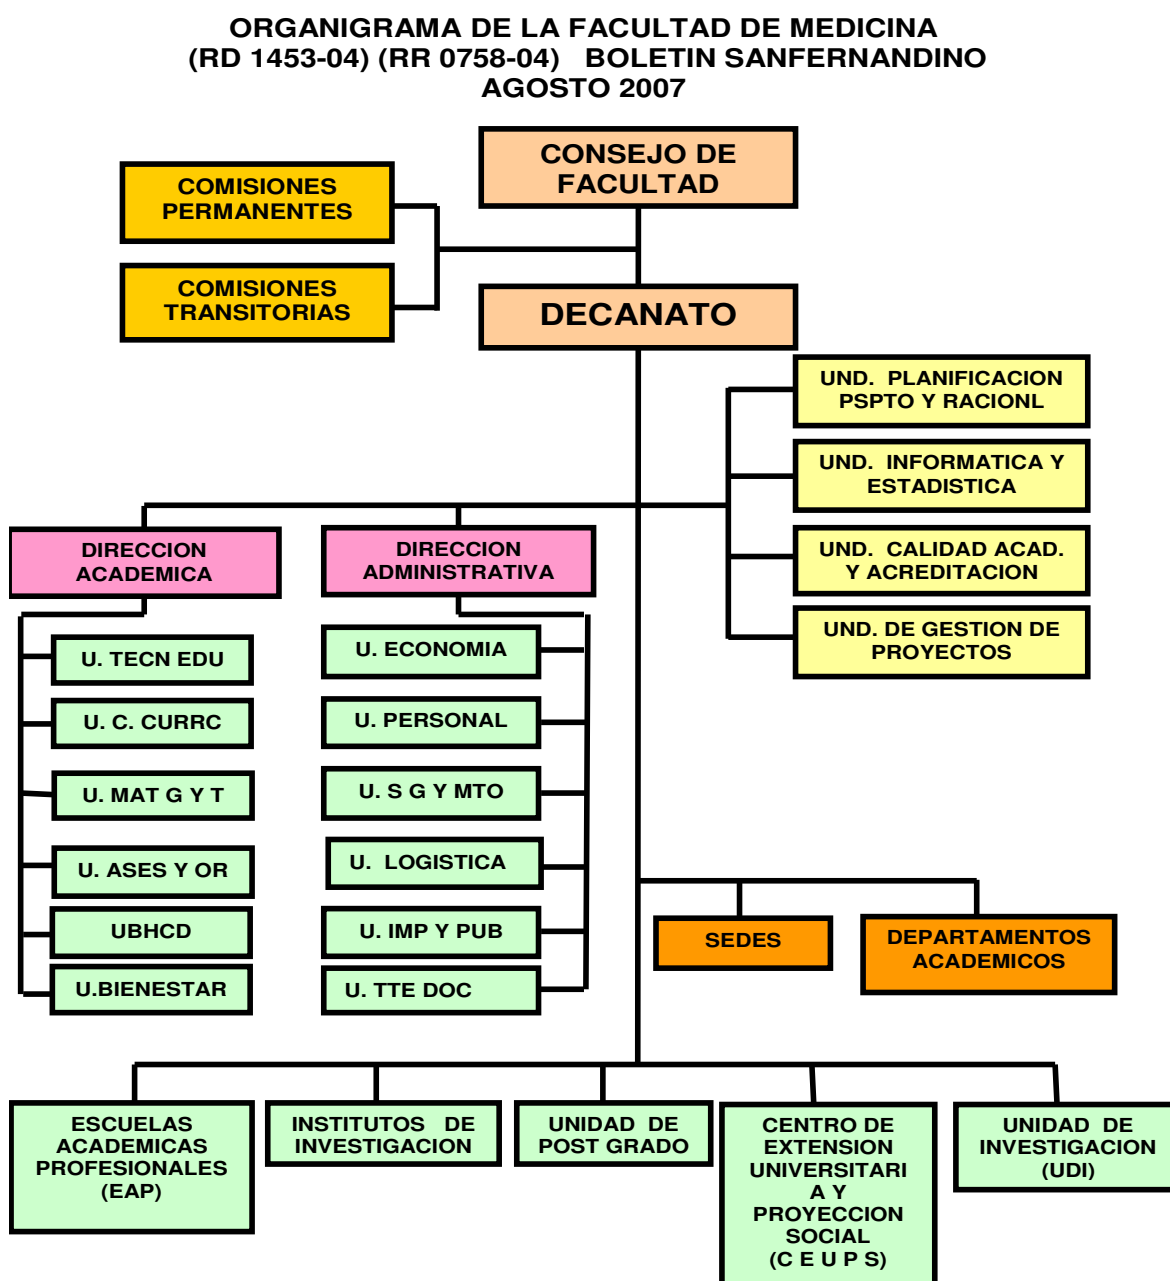 ORGANIGRAMA DE LA FACULTAD DE MEDICINA
(RD 1453-04) (RR 0758-04) BOLETIN SANFERNANDINO
AGOSTO 2007
CONSEJO DE
FACULTAD
COMISIONES
PERMANENTES
COMISIONES
TRANSITORIAS
DECANATO
UND. PLANIFICACION
PSPTO Y RACIONL
UND. INFORMATICA Y
ESTADISTICA
UND. CALIDAD ACAD.
Y ACREDITACION
UND. DE GESTION DE
PROYECTOS
DIRECCION
ACADEMICA
DIRECCION
ADMINISTRATIVA
U. TECN EDU
U. C. CURRC
U. MAT G Y T
U. ASES Y OR
UBHCD
U.BIENESTAR
U. ECONOMIA
U. PERSONAL
U. S G Y MTO
U. LOGISTICA
U. IMP Y PUB
U. TTE DOC
SEDES
DEPARTAMENTOS
ACADEMICOS
ESCUELAS
ACADEMICAS
PROFESIONALES
(EAP)
INSTITUTOS DE
INVESTIGACION
UNIDAD DE
POST GRADO
CENTRO DE
EXTENSION
UNIVERSITARI
A Y
PROYECCION
SOCIAL
(C E U P S)
UNIDAD DE
INVESTIGACION
(UDI)